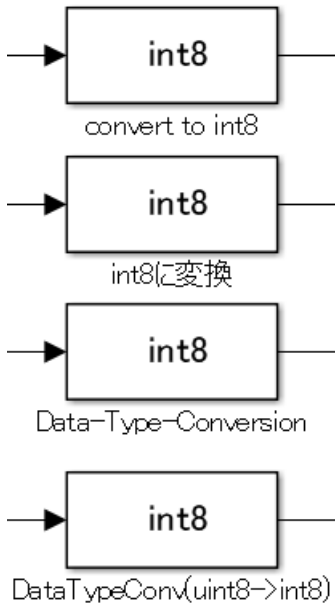 int8
convert to int8
int8
int8に変換
int8
Data-Type-Conversion
int8
DataTypeConv(uint8->int8)